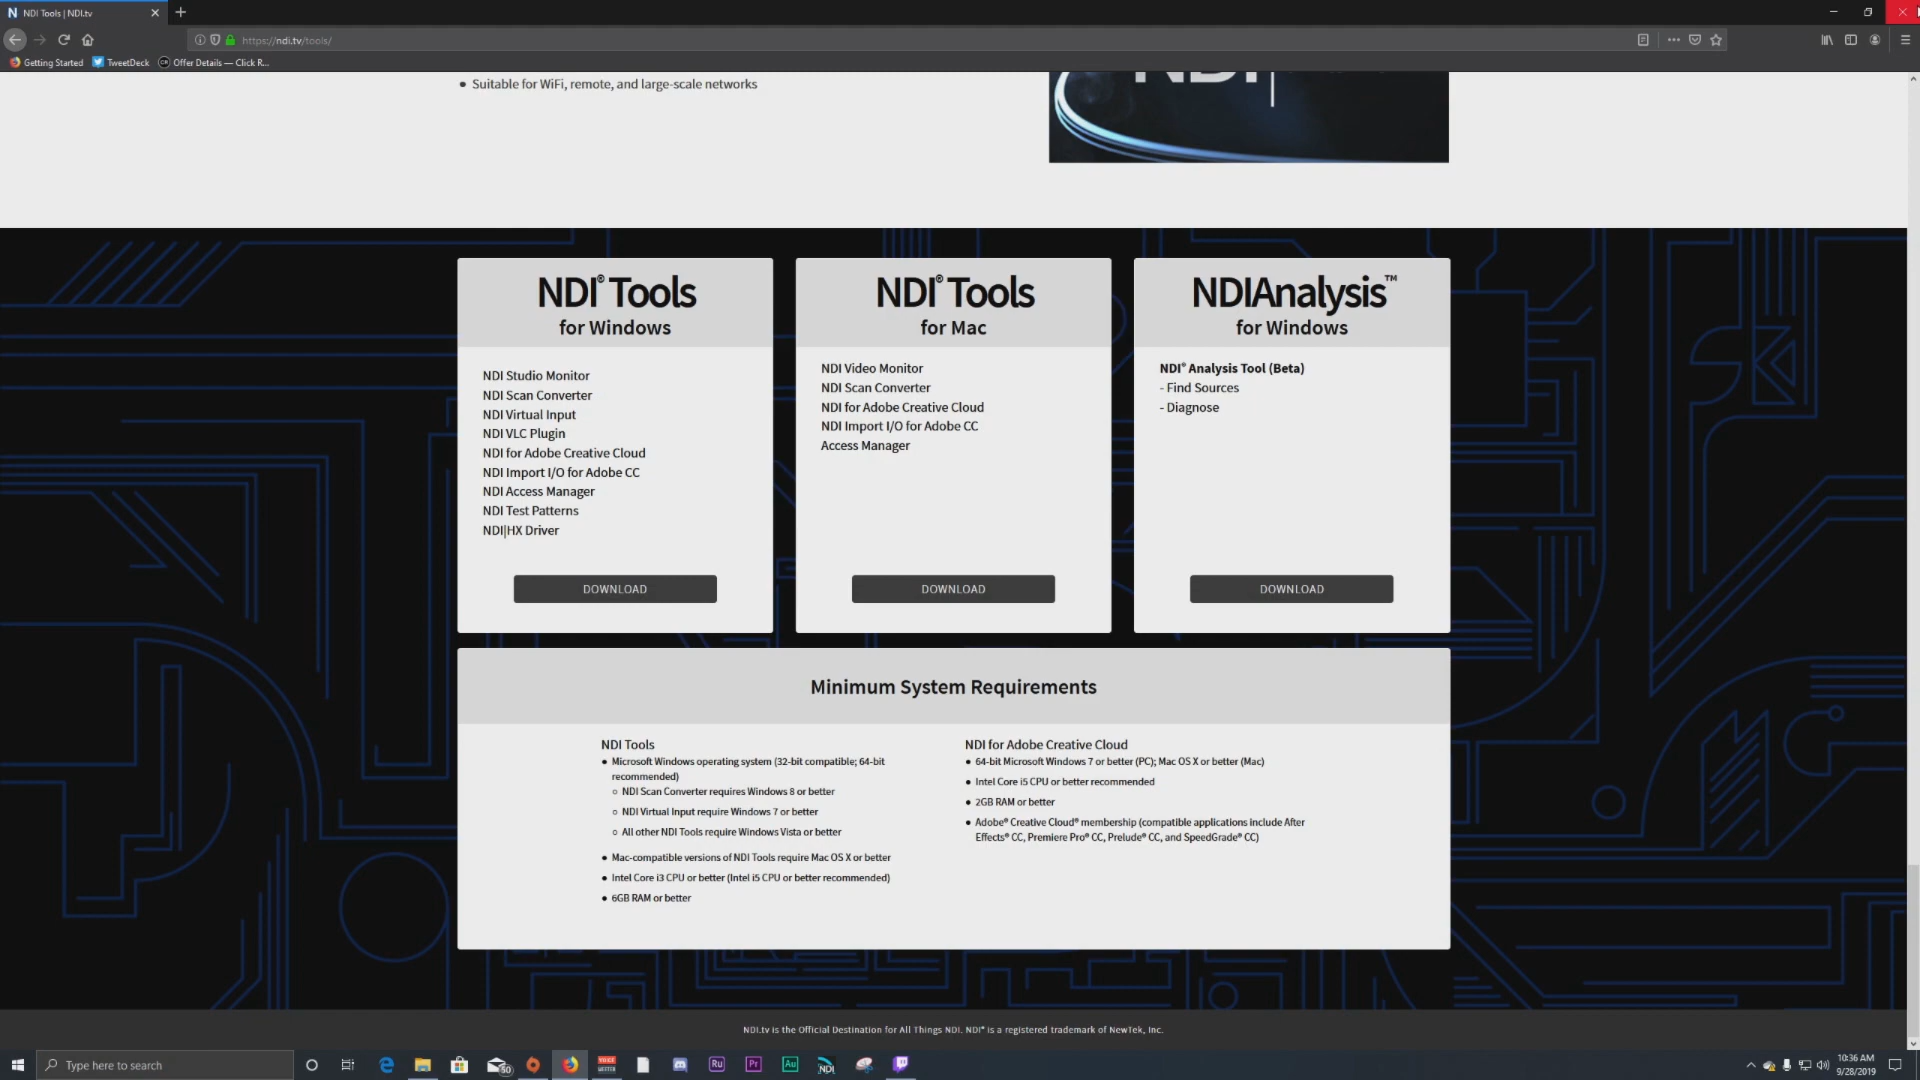 NDI Tools | NDI.tv
https://ndi.tv/tools/
Getting Started
TweetDeck
Offer Details — Click R...
• Suitable for WiFi, remote, and large-scale networks
NDI® Tools
for Windows
NDI Studio Monitor
NDI Scan Converter
NDI Virtual Input
NDI VLC Plugin
NDI for Adobe Creative Cloud
NDI Import I/O for Adobe CC
NDI Access Manager
NDI Test Patterns
NDI|HX Driver
DOWNLOAD
NDI® Tools
for Mac
NDI Video Monitor
NDI Scan Converter
NDI for Adobe Creative Cloud
NDI Import I/O for Adobe CC
Access Manager
DOWNLOAD
NDIAnalysis™
for Windows
NDI® Analysis Tool (Beta)
- Find Sources
- Diagnose
DOWNLOAD
Minimum System Requirements
NDI Tools
• Microsoft Windows operating system (32-bit compatible; 64-bit
recommended)
○ NDI Scan Converter requires Windows 8 or better
○ NDI Virtual Input require Windows 7 or better
○ All other NDI Tools require Windows Vista or better
• Mac-compatible versions of NDI Tools require Mac OS X or better
• Intel Core i3 CPU or better (Intel i5 CPU or better recommended)
• 6GB RAM or better
NDI for Adobe Creative Cloud
• 64-bit Microsoft Windows 7 or better (PC); Mac OS X or better (Mac)
• Intel Core i5 CPU or better recommended
• 2GB RAM or better
• Adobe® Creative Cloud® membership (compatible applications include After
Effects® CC, Premiere Pro® CC, Prelude® CC, and SpeedGrade® CC)
NDI.tv is the Official Destination for All Things NDI. NDI® is a registered trademark of NewTek, Inc.
Type here to search
50
Ru
Pr
Au
NDI
10:36 AM
9/28/2019